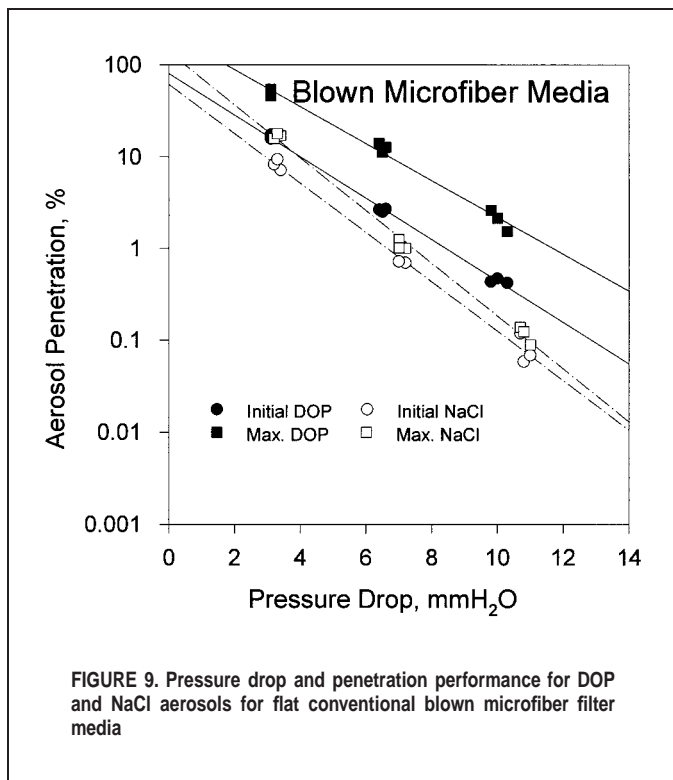 Blown Microfiber Media
100
10
1
0.1
0.01
0.001
Aerosol Penetration, %
Initial DOP
Initial NaCl
Max. DOP
Max. NaCl
0 2 4 6 8 10 12 14
Pressure Drop, mmH₂O
FIGURE 9. Pressure drop and penetration performance for DOP
and NaCl aerosols for flat conventional blown microfiber filter
media